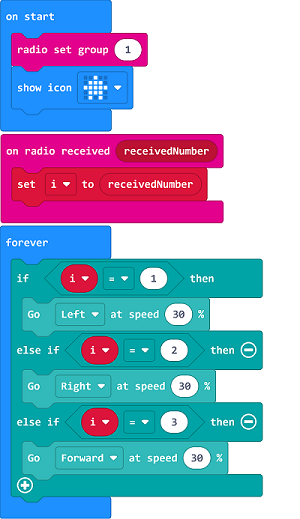 on start
radio set group 1
show icon
on radio received receivedNumber
set i to receivedNumber
forever
if i = 1 then
Go Left at speed 30 %
else if i = 2 then
Go Right at speed 30 %
else if i = 3 then
Go Forward at speed 30 %